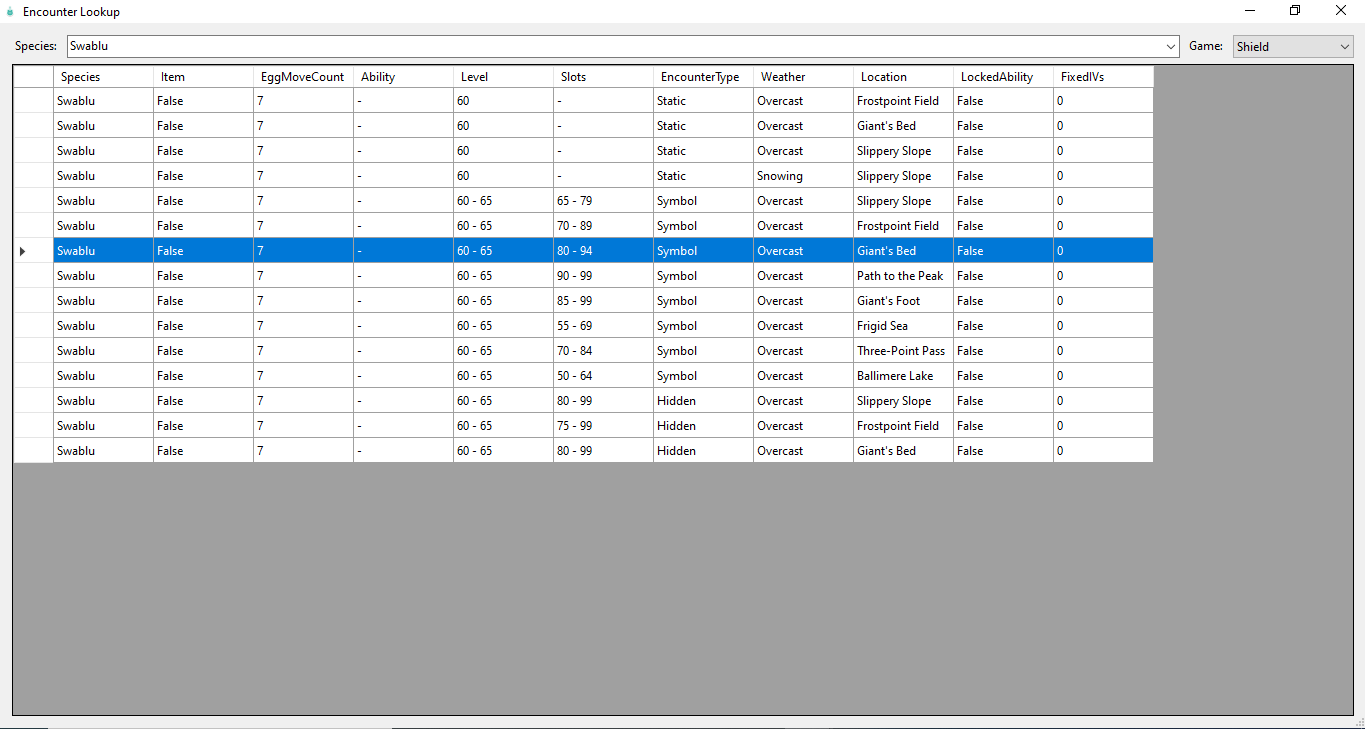 Encounter Lookup
Species: Swablu Game: Shield
Species Item EggMoveCount Ability Level Slots EncounterType Weather Location LockedAbility FixedIVs
Swablu False 7 - 60 - Static Overcast Frostpoint Field False 0
Swablu False 7 - 60 - Static Overcast Giant's Bed False 0
Swablu False 7 - 60 - Static Overcast Slippery Slope False 0
Swablu False 7 - 60 - Static Snowing Slippery Slope False 0
Swablu False 7 - 60 - 65 65 - 79 Symbol Overcast Slippery Slope False 0
Swablu False 7 - 60 - 65 70 - 89 Symbol Overcast Frostpoint Field False 0
Swablu False 7 - 60 - 65 80 - 94 Symbol Overcast Giant's Bed False 0
Swablu False 7 - 60 - 65 90 - 99 Symbol Overcast Path to the Peak False 0
Swablu False 7 - 60 - 65 85 - 99 Symbol Overcast Giant's Foot False 0
Swablu False 7 - 60 - 65 55 - 69 Symbol Overcast Frigid Sea False 0
Swablu False 7 - 60 - 65 70 - 84 Symbol Overcast Three-Point Pass False 0
Swablu False 7 - 60 - 65 50 - 64 Symbol Overcast Ballimere Lake False 0
Swablu False 7 - 60 - 65 80 - 99 Hidden Overcast Slippery Slope False 0
Swablu False 7 - 60 - 65 75 - 99 Hidden Overcast Frostpoint Field False 0
Swablu False 7 - 60 - 65 80 - 99 Hidden Overcast Giant's Bed False 0